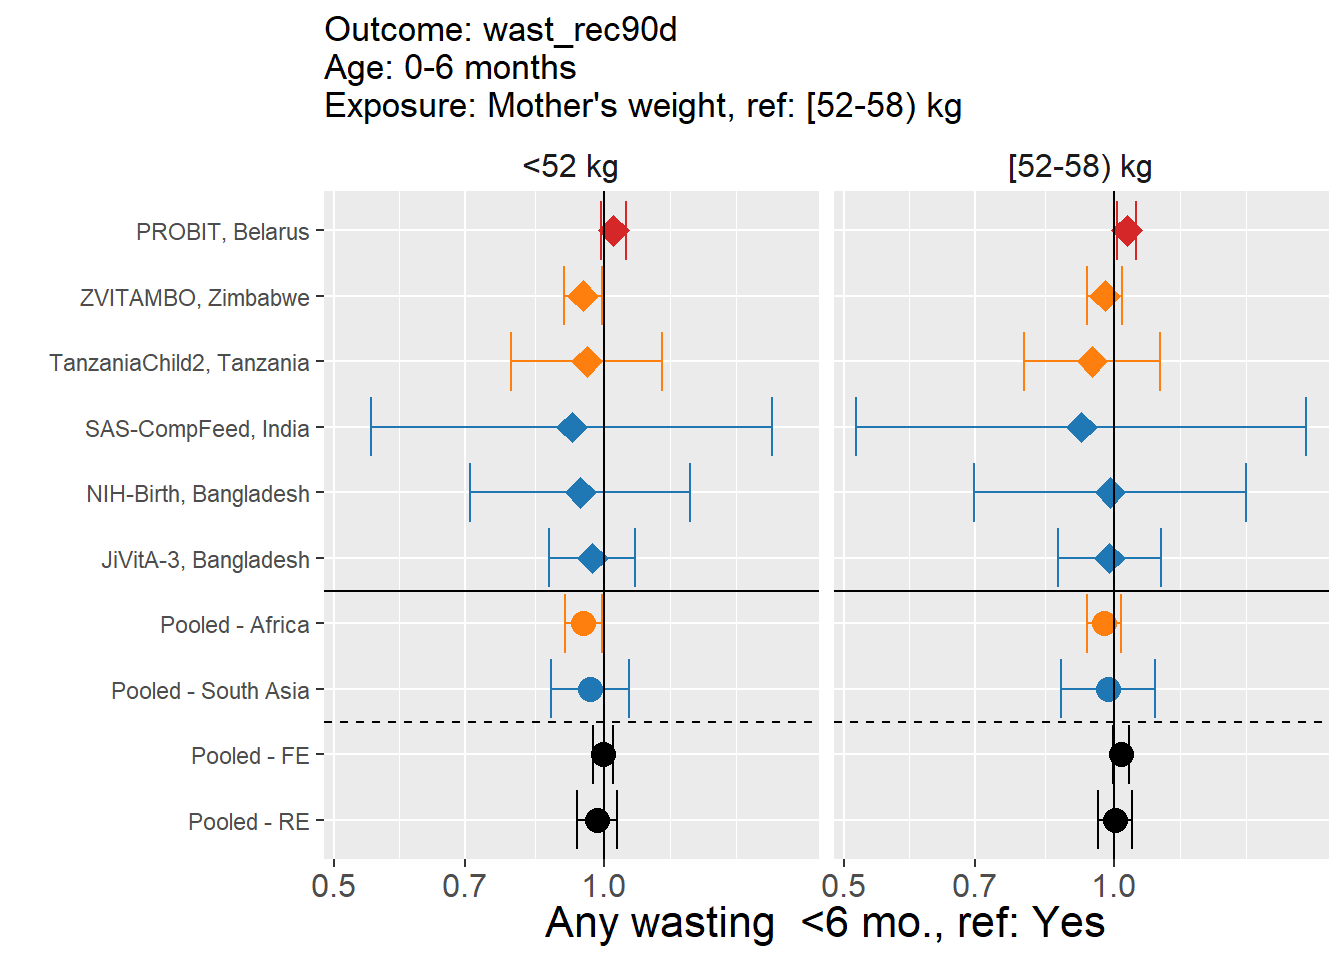 Outcome: wast_rec90d
Age: 0-6 months
Exposure: Mother's weight, ref: [52-58) kg
<52 kg
[52-58) kg
PROBIT, Belarus
ZVITAMBO, Zimbabwe
TanzaniaChild2, Tanzania
SAS-CompFeed, India
NIH-Birth, Bangladesh
JiVitA-3, Bangladesh
Pooled - Africa
Pooled - South Asia
Pooled - FE
Pooled - RE
0.5 0.7 1.0 0.5 0.7 1.0
Any wasting  <6 mo., ref: Yes